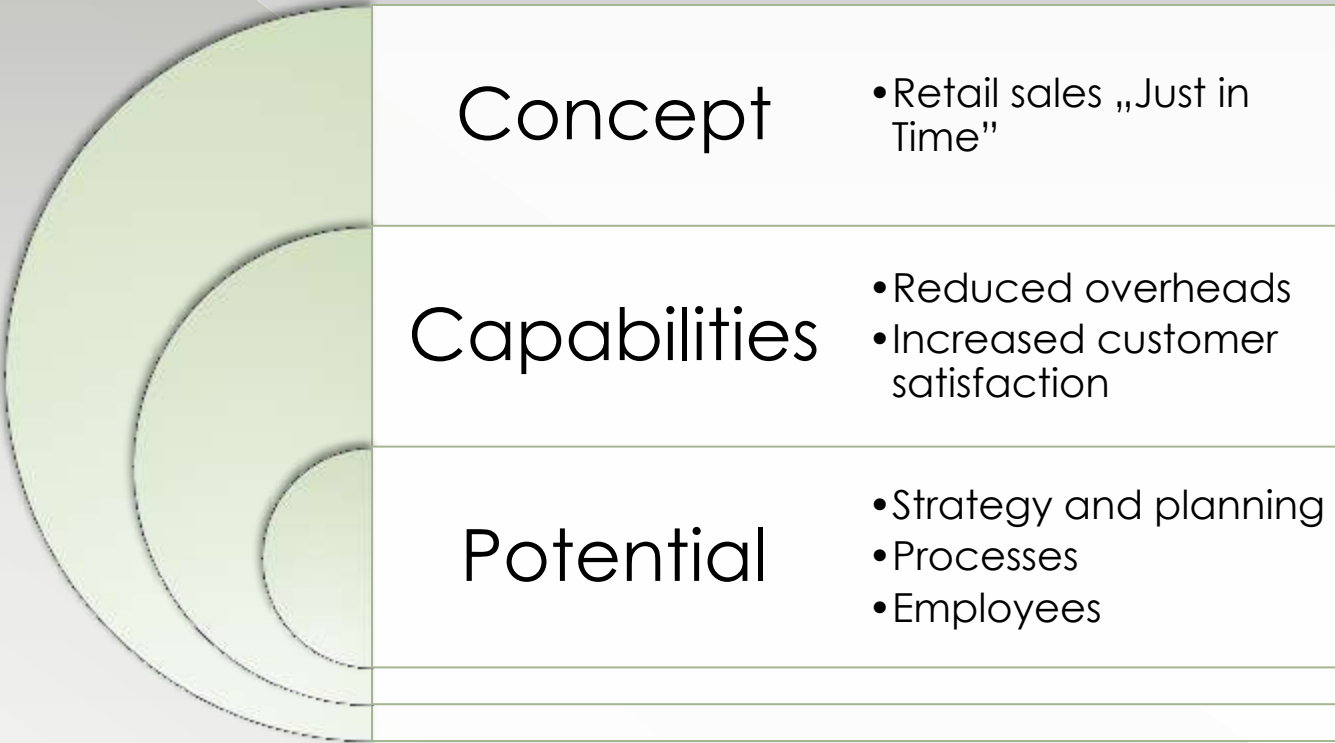 Concept
•Retail sales „Just in
Time”
Capabilities
•Reduced overheads
•Increased customer
satisfaction
Potential
•Strategy and planning
•Processes
•Employees